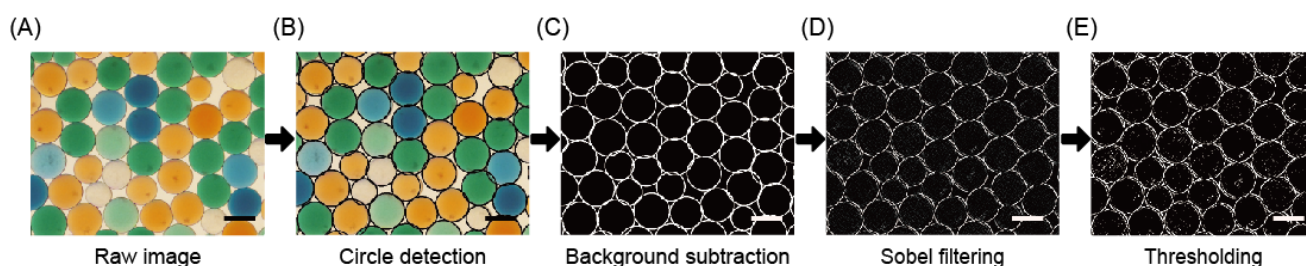 (A) (B) (C) (D) (E)
Raw image Circle detection Background subtraction Sobel filtering Thresholding